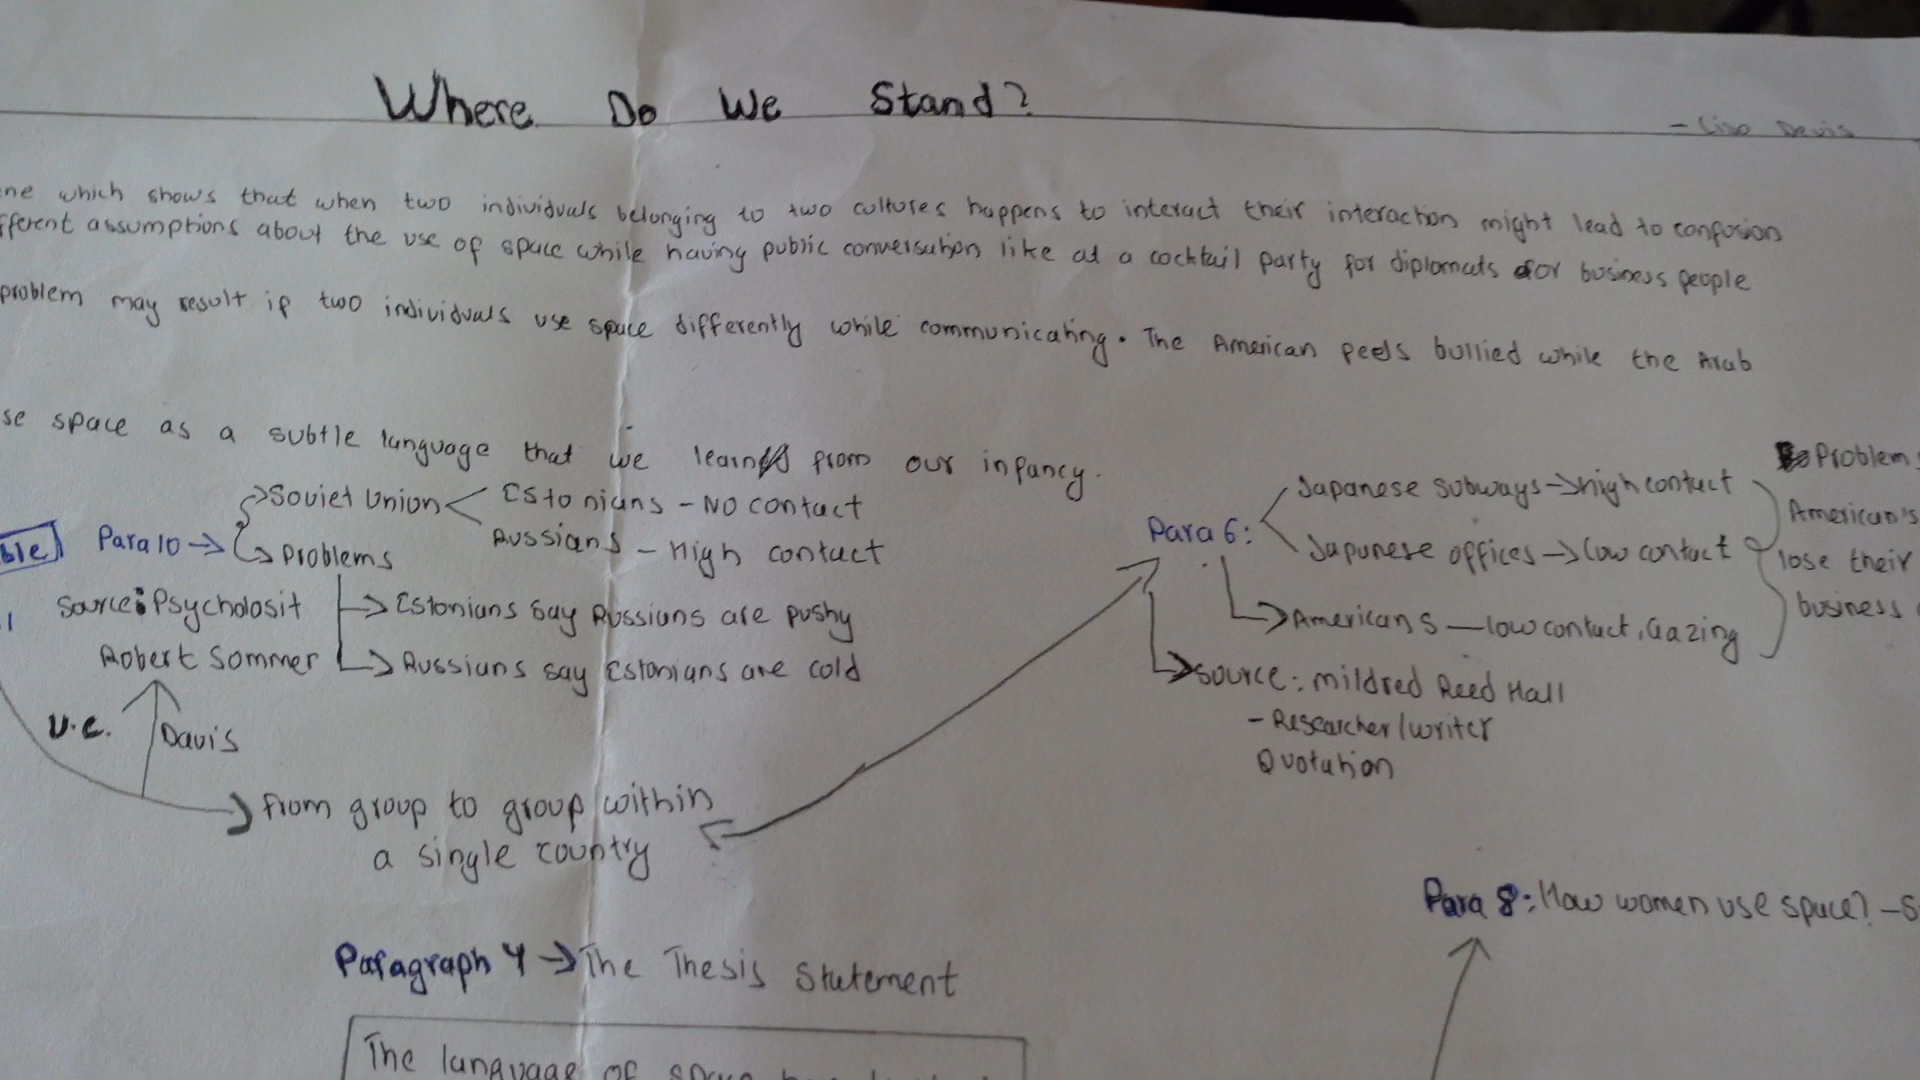 Where Do We Stand?
which shows that when two individuals belonging to two cultures happens to interact their interaction might lead to confusion
fferent assumptions about the use of space while having public conversation like at a cocktail party for diplomats or business people
problem may result if two individuals use space differently while communicating. The American feels bullied while the Arab
se space as a subtle language that we learn from our infancy.
Soviet Union
Estonians - No contact
Russians - High contact
ble
Para 10
Problems
Source: Psycholosit
Robert Sommer
U.C. Davis
Estonians say Russians are pushy
Russians say Estonians are cold
from group to group within
a single country
Para 6:
Japanese subways → high contact
Japanese offices → low contact
Americans — low contact, Gazing
Problem
American's
lose their
business
Source: mildred Reed Hall
- Researcher/writer
Quotation
Para 8: How women use space? -
Paragraph 4 → The Thesis Statement
The language of space